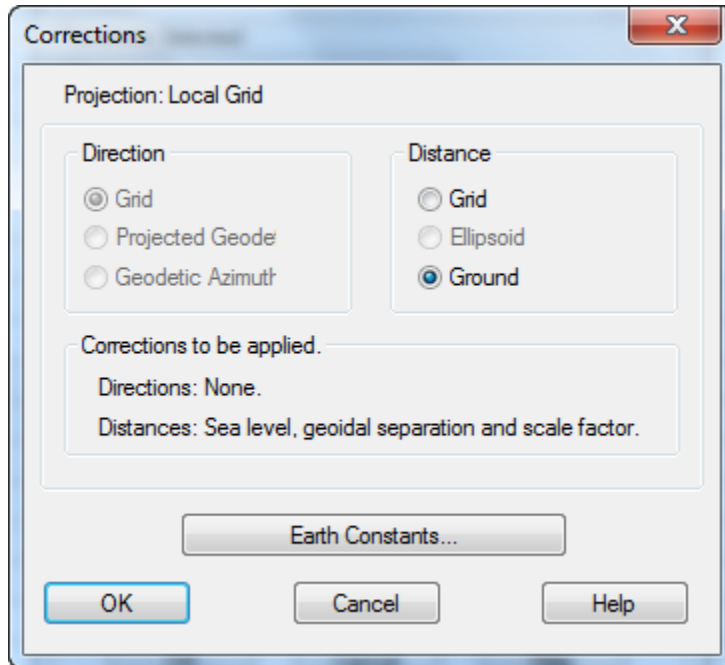 Corrections
Projection: Local Grid
Direction
Grid
Projected Geodet
Geodetic Azimuth
Distance
Grid
Ellipsoid
Ground
Corrections to be applied.
Directions: None.
Distances: Sea level, geoidal separation and scale factor.
Earth Constants...
OK
Cancel
Help